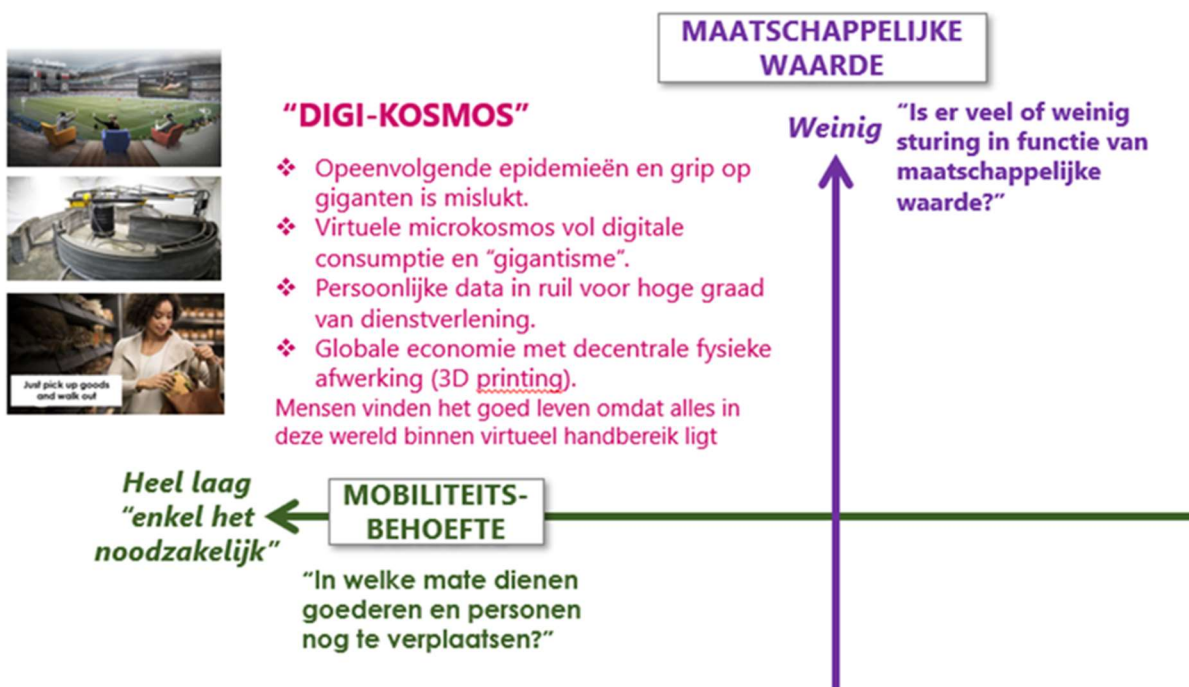 MAATSCHAPPELIJKE
WAARDE
Weinig
“Is er veel of weinig
sturing in functie van
maatschappelijke
waarde?”
“DIGI-KOSMOS”
❖ Opeenvolgende epidemieën en grip op
giganten is mislukt.
❖ Virtuele microkosmos vol digitale
consumptie en “gigantisme”.
❖ Persoonlijke data in ruil voor hoge graad
van dienstverlening.
❖ Globale economie met decentrale fysieke
afwerking (3D printing).
Mensen vinden het goed leven omdat alles in
deze wereld binnen virtueel handbereik ligt
Just pick up goods
and walk out
Heel laag
“enkel het
noodzakelijk”
MOBILITEITS-
BEHOEFTE
“In welke mate dienen
goederen en personen
nog te verplaatsen?”